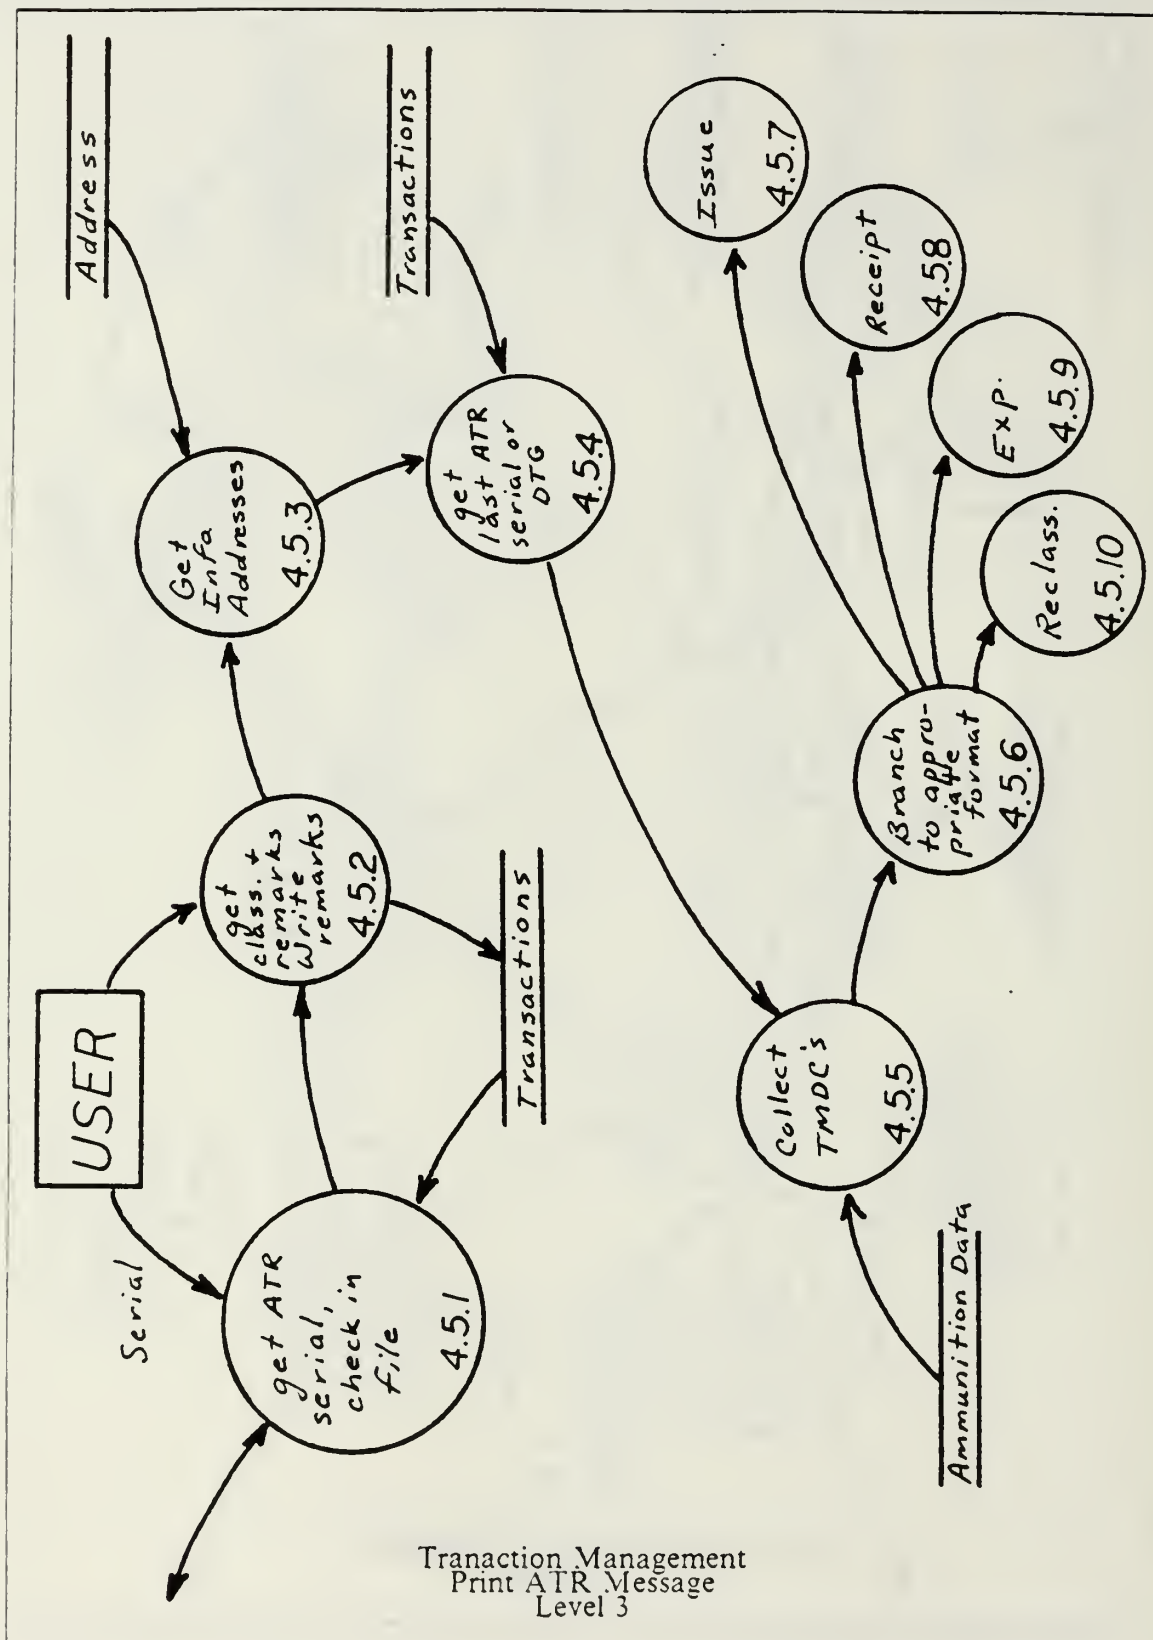 USER
Serial
get ATR
serial,
check in
file
4.5.1
get
class. +
remarks
Write
remarks
4.5.2
Transactions
Get
Infa
Addresses
4.5.3
Address
get
last ATR
serial or
DTG
4.5.4
Transactions
Collect
TMDC's
4.5.5
Ammunition Data
Branch
to appro-
priate
format
4.5.6
Issue
4.5.7
Receipt
4.5.8
Exp.
4.5.9
Reclass.
4.5.10
Tranaction Management
Print ATR Message
Level 3